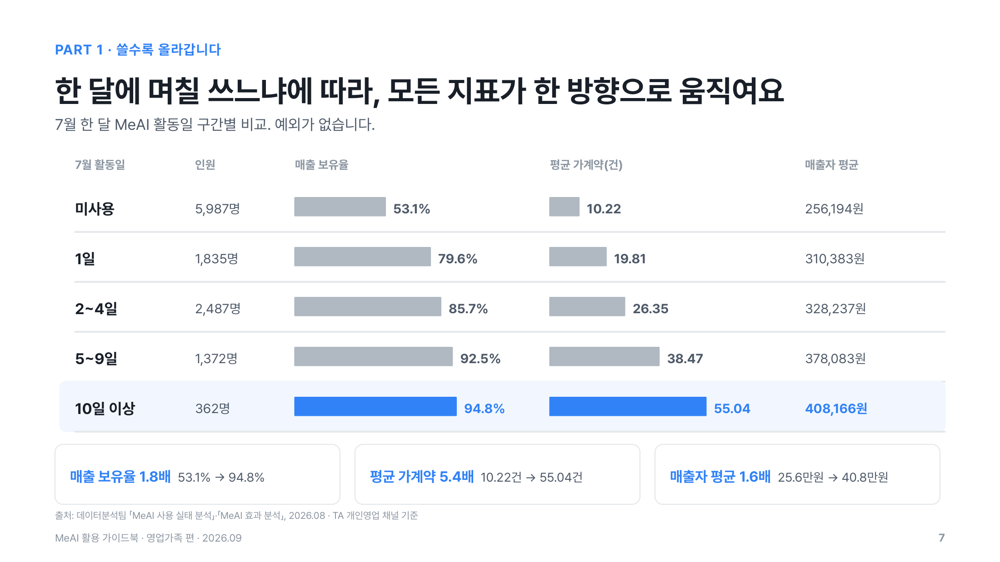 PART 1 · 쓸수록 올라갑니다
한 달에 며칠 쓰느냐에 따라, 모든 지표가 한 방향으로 움직여요
7월 한 달 MeAI 활동일 구간별 비교. 예외가 없습니다.
7월 활동일 인원 매출 보유율 평균 가계약(건) 매출자 평균
미사용 5,987명 53.1% 10.22 256,194원
1일 1,835명 79.6% 19.81 310,383원
2~4일 2,487명 85.7% 26.35 328,237원
5~9일 1,372명 92.5% 38.47 378,083원
10일 이상 362명 94.8% 55.04 408,166원
매출 보유율 1.8배 53.1% → 94.8%
평균 가계약 5.4배 10.22건 → 55.04건
매출자 평균 1.6배 25.6만원 → 40.8만원
출처: 데이터분석팀 「MeAI 사용 실태 분석」·「MeAI 효과 분석」, 2026.08 · TA 개인영업 채널 기준
MeAI 활용 가이드북 · 영업가족 편 · 2026.09
7